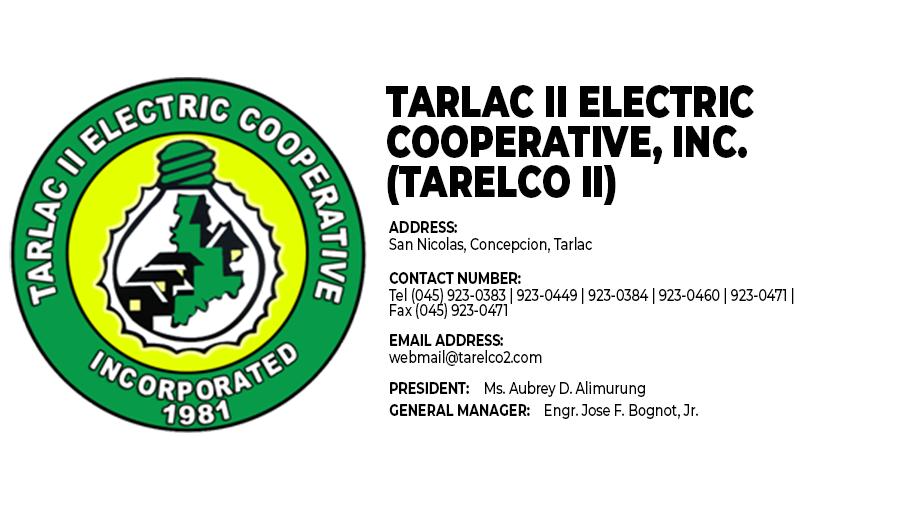 TARLAC II ELECTRIC COOPERATIVE
INCORPORATED
1981
TARLAC II ELECTRIC
COOPERATIVE, INC.
(TARELCO II)
ADDRESS:
San Nicolas, Concepcion, Tarlac
CONTACT NUMBER:
Tel (045) 923-0383 | 923-0449 | 923-0384 | 923-0460 | 923-0471 |
Fax (045) 923-0471
EMAIL ADDRESS:
webmail@tarelco2.com
PRESIDENT: Ms. Aubrey D. Alimurung
GENERAL MANAGER: Engr. Jose F. Bognot, Jr.